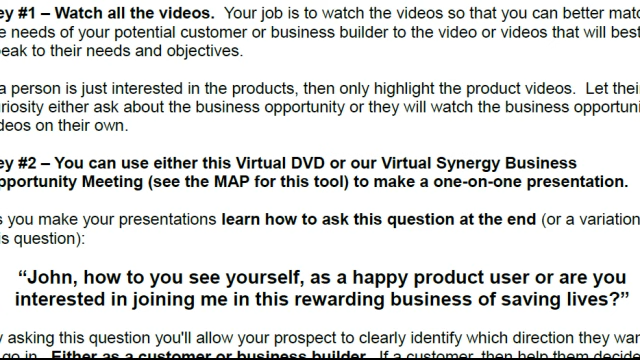 ey #1 – Watch all the videos. Your job is to watch the videos so that you can better matc
e needs of your potential customer or business builder to the video or videos that will best
eak to their needs and objectives.
a person is just interested in the products, then only highlight the product videos. Let their
riosity either ask about the business opportunity or they will watch the business opportuni
deos on their own.
ey #2 – You can use either this Virtual DVD or our Virtual Synergy Business
pportunity Meeting (see the MAP for this tool) to make a one-on-one presentation.
s you make your presentations learn how to ask this question at the end (or a variation
is question):
“John, how to you see yourself, as a happy product user or are you
interested in joining me in this rewarding business of saving lives?”
y asking this question you'll allow your prospect to clearly identify which direction they wan
go in. Either as a customer or business builder. If a customer, then help them decide